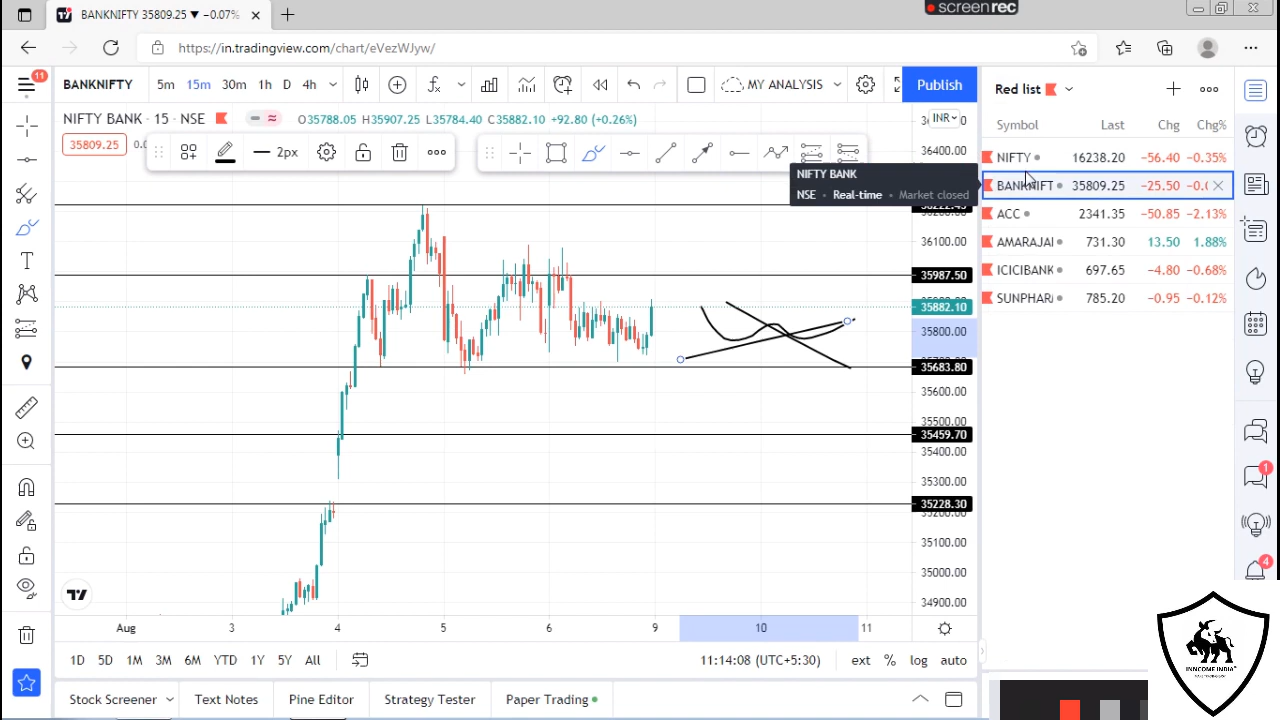 BANKNIFTY 35809.25 ▼ −0.07%
screenrec
https://in.tradingview.com/chart/eVezWJyw/
11
BANKNIFTY 5m 15m 30m 1h D 4h MY ANALYSIS Publish
Red list
NIFTY BANK · 15 · NSE O35788.05 H35907.25 L35784.40 C35882.10 +92.80 (+0.26%)
INR
Symbol Last Chg Chg%
35809.25
2px
36400.00
NIFTY BANK
NSE • Real-time • Market closed
NIFTY 16238.20 −56.40 −0.35%
BANKNIFT 35809.25 −25.50
ACC 2341.35 −50.85 −2.13%
AMARAJAI 731.30 13.50 1.88%
ICICIBANK 697.65 −4.80 −0.68%
SUNPHAR 785.20 −0.95 −0.12%
36100.00
35987.50
35882.10
35800.00
35683.80
35600.00
35500.00
35459.70
35400.00
35300.00
35228.30
35100.00
35000.00
34900.00
1
4
Aug 3 4 5 6 9 10 11
1D 5D 1M 3M 6M YTD 1Y 5Y All 11:14:08 (UTC+5:30) ext % log auto
Stock Screener Text Notes Pine Editor Strategy Tester Paper Trading
INNCOME INDIA